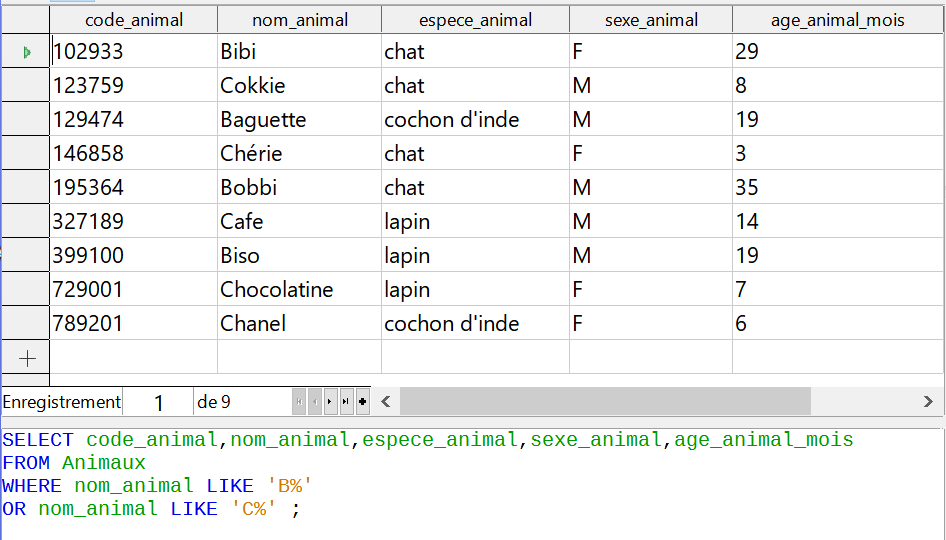 code_animal nom_animal espece_animal sexe_animal age_animal_mois
102933 Bibi chat F 29
123759 Cokkie chat M 8
129474 Baguette cochon d'inde M 19
146858 Chérie chat F 3
195364 Bobbi chat M 35
327189 Cafe lapin M 14
399100 Biso lapin M 19
729001 Chocolatine lapin F 7
789201 Chanel cochon d'inde F 6
Enregistrement 1 de 9
SELECT code_animal,nom_animal,espece_animal,sexe_animal,age_animal_mois
FROM Animaux
WHERE nom_animal LIKE 'B%'
OR nom_animal LIKE 'C%' ;